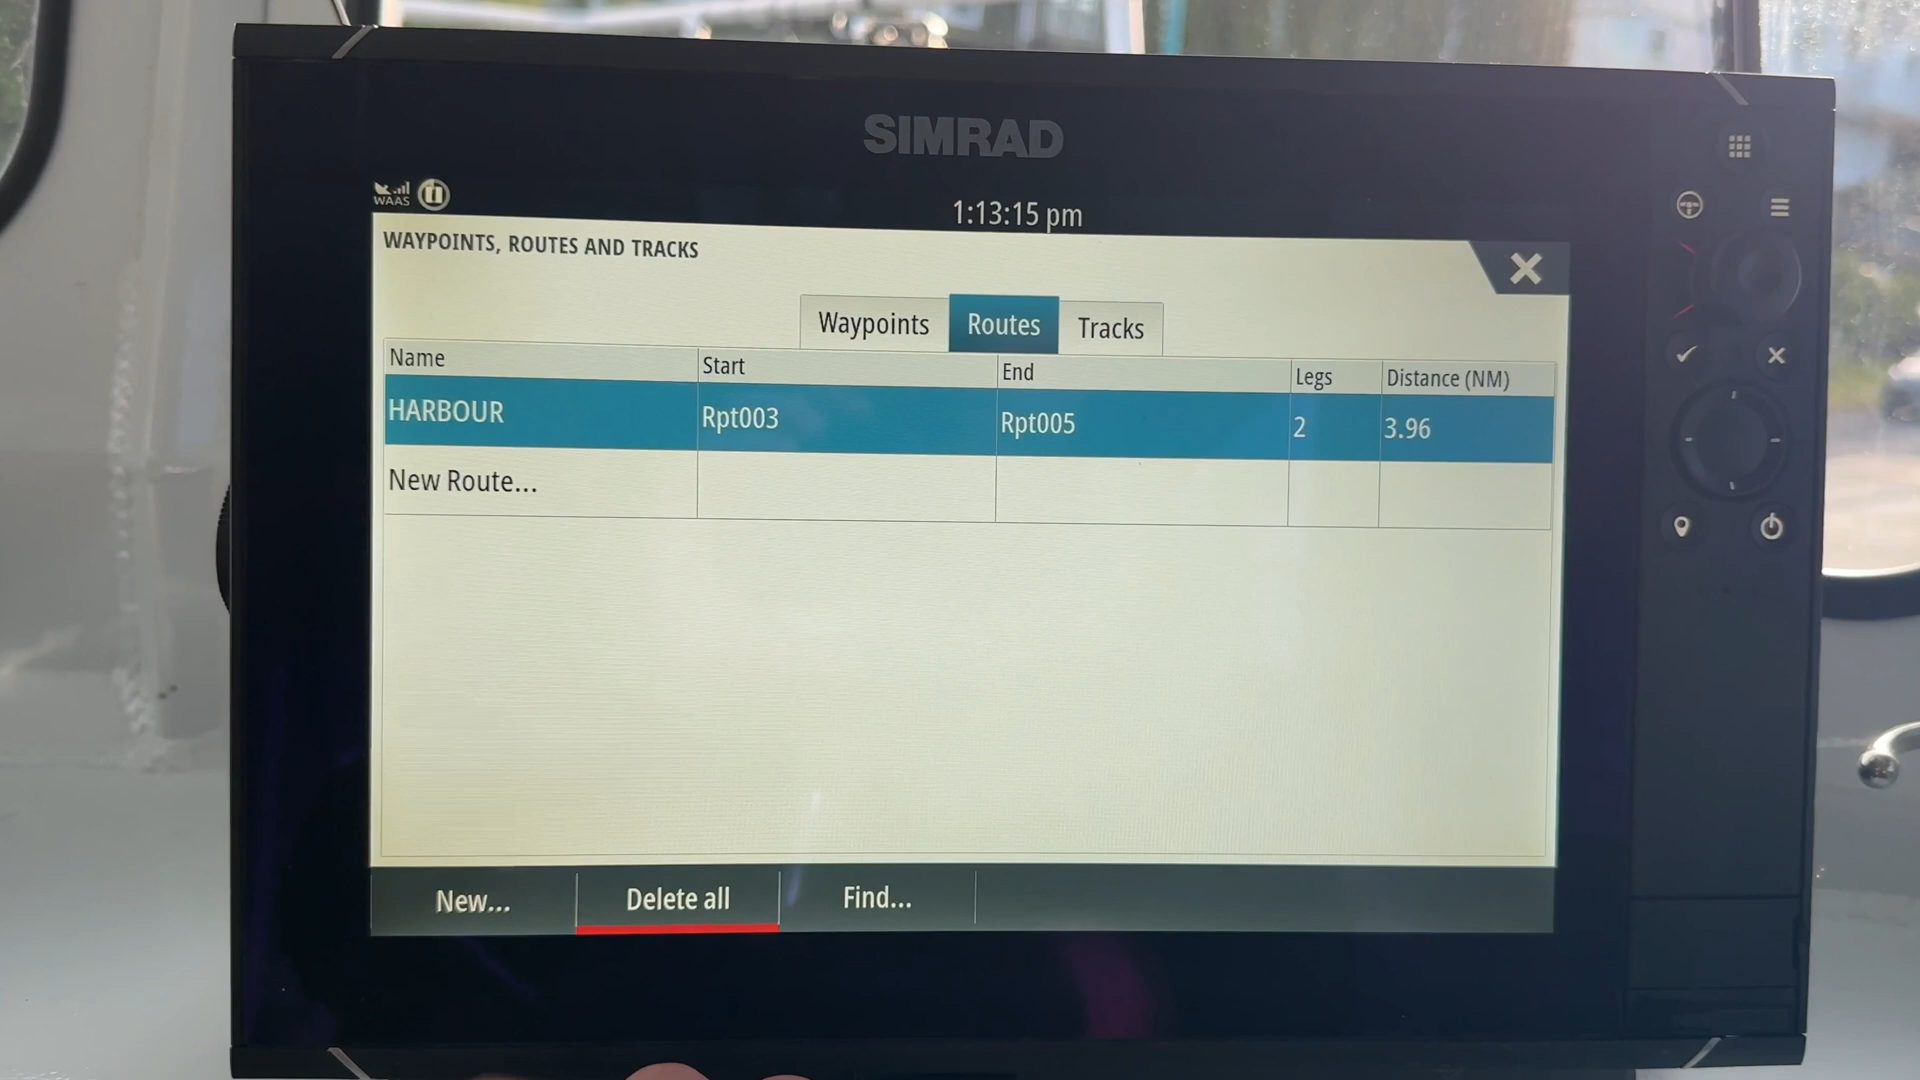 SIMRAD
WAAS
1:13:15 pm
WAYPOINTS, ROUTES AND TRACKS
Waypoints Routes Tracks
Name Start End Legs Distance (NM)
HARBOUR Rpt003 Rpt005 2 3.96
New Route...
New... Delete all Find...